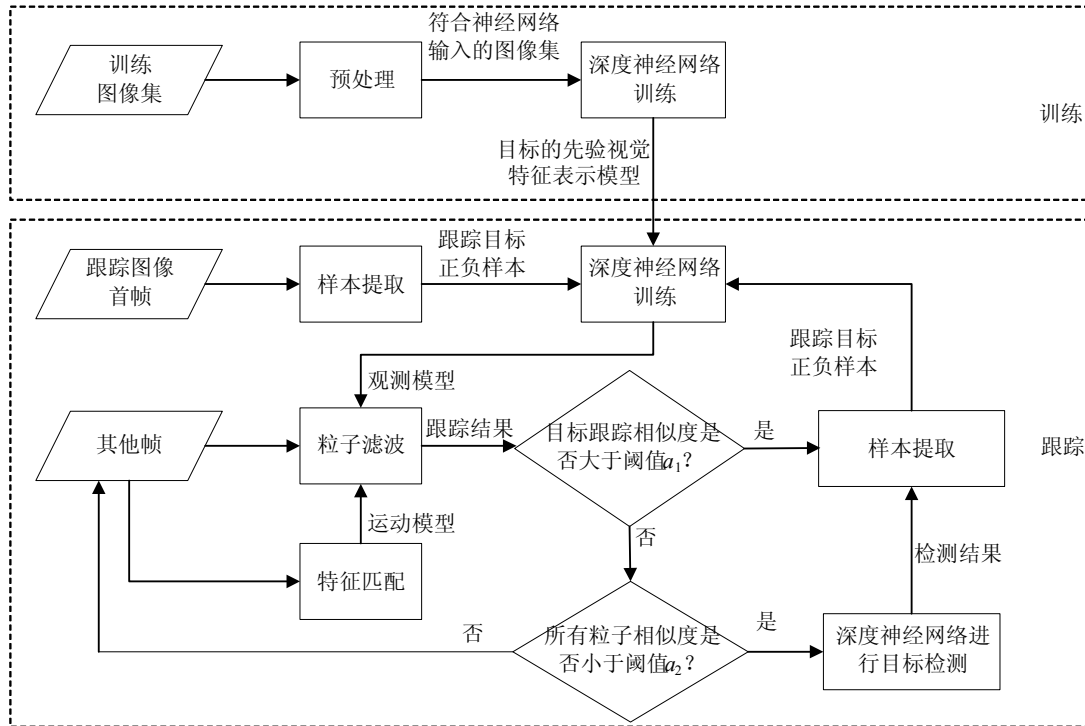 训练
图像集
预处理
符合神经网络
输入的图像集
深度神经网络
训练
训练
目标的先验视觉
特征表示模型
跟踪图像
首帧
样本提取
跟踪目标
正负样本
深度神经网络
训练
跟踪目标
正负样本
观测模型
其他帧
粒子滤波
跟踪结果
目标跟踪相似度是
否大于阈值a₁?
是
样本提取
跟踪
运动模型
否
检测结果
特征匹配
否
所有粒子相似度是
否小于阈值a₂?
是
深度神经网络进
行目标检测